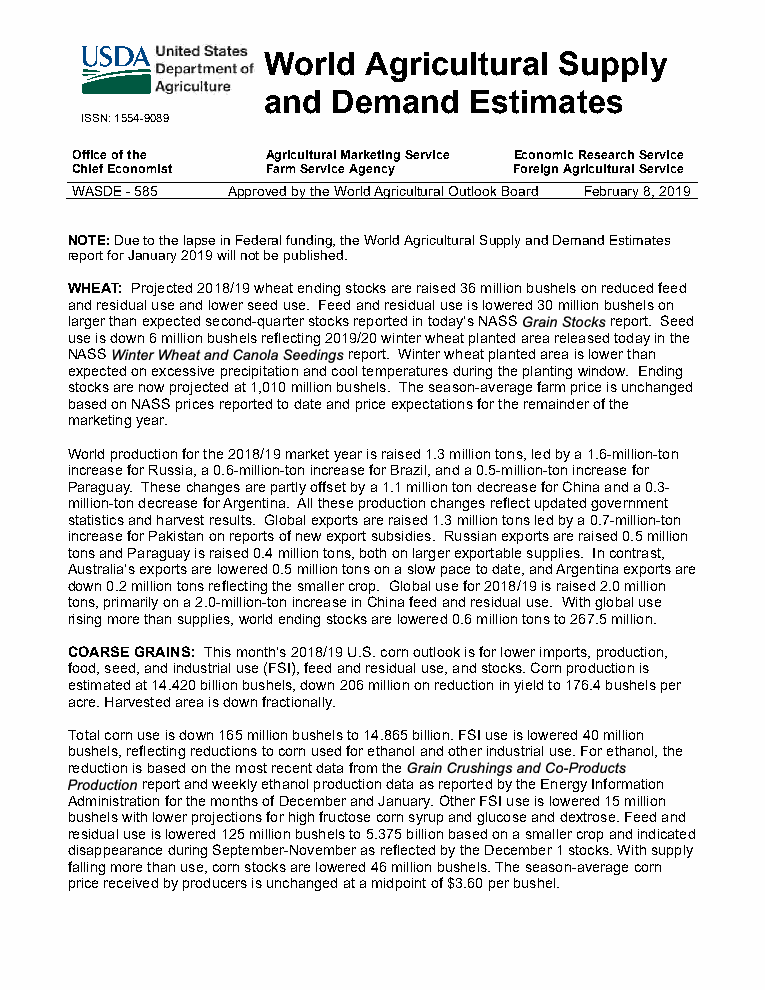 USDA United States
Department of
Agriculture
World Agricultural Supply
and Demand Estimates
ISSN: 1554-9089
Office of the
Chief Economist
Agricultural Marketing Service
Farm Service Agency
Economic Research Service
Foreign Agricultural Service
WASDE - 585 Approved by the World Agricultural Outlook Board February 8, 2019
NOTE: Due to the lapse in Federal funding, the World Agricultural Supply and Demand Estimates
report for January 2019 will not be published.
WHEAT: Projected 2018/19 wheat ending stocks are raised 36 million bushels on reduced feed
and residual use and lower seed use. Feed and residual use is lowered 30 million bushels on
larger than expected second-quarter stocks reported in today's NASS Grain Stocks report. Seed
use is down 6 million bushels reflecting 2019/20 winter wheat planted area released today in the
NASS Winter Wheat and Canola Seedings report. Winter wheat planted area is lower than
expected on excessive precipitation and cool temperatures during the planting window. Ending
stocks are now projected at 1,010 million bushels. The season-average farm price is unchanged
based on NASS prices reported to date and price expectations for the remainder of the
marketing year.
World production for the 2018/19 market year is raised 1.3 million tons, led by a 1.6-million-ton
increase for Russia, a 0.6-million-ton increase for Brazil, and a 0.5-million-ton increase for
Paraguay. These changes are partly offset by a 1.1 million ton decrease for China and a 0.3-
million-ton decrease for Argentina. All these production changes reflect updated government
statistics and harvest results. Global exports are raised 1.3 million tons led by a 0.7-million-ton
increase for Pakistan on reports of new export subsidies. Russian exports are raised 0.5 million
tons and Paraguay is raised 0.4 million tons, both on larger exportable supplies. In contrast,
Australia's exports are lowered 0.5 million tons on a slow pace to date, and Argentina exports are
down 0.2 million tons reflecting the smaller crop. Global use for 2018/19 is raised 2.0 million
tons, primarily on a 2.0-million-ton increase in China feed and residual use. With global use
rising more than supplies, world ending stocks are lowered 0.6 million tons to 267.5 million.
COARSE GRAINS: This month's 2018/19 U.S. corn outlook is for lower imports, production,
food, seed, and industrial use (FSI), feed and residual use, and stocks. Corn production is
estimated at 14.420 billion bushels, down 206 million on reduction in yield to 176.4 bushels per
acre. Harvested area is down fractionally.
Total corn use is down 165 million bushels to 14.865 billion. FSI use is lowered 40 million
bushels, reflecting reductions to corn used for ethanol and other industrial use. For ethanol, the
reduction is based on the most recent data from the Grain Crushings and Co-Products
Production report and weekly ethanol production data as reported by the Energy Information
Administration for the months of December and January. Other FSI use is lowered 15 million
bushels with lower projections for high fructose corn syrup and glucose and dextrose. Feed and
residual use is lowered 125 million bushels to 5.375 billion based on a smaller crop and indicated
disappearance during September-November as reflected by the December 1 stocks. With supply
falling more than use, corn stocks are lowered 46 million bushels. The season-average corn
price received by producers is unchanged at a midpoint of $3.60 per bushel.